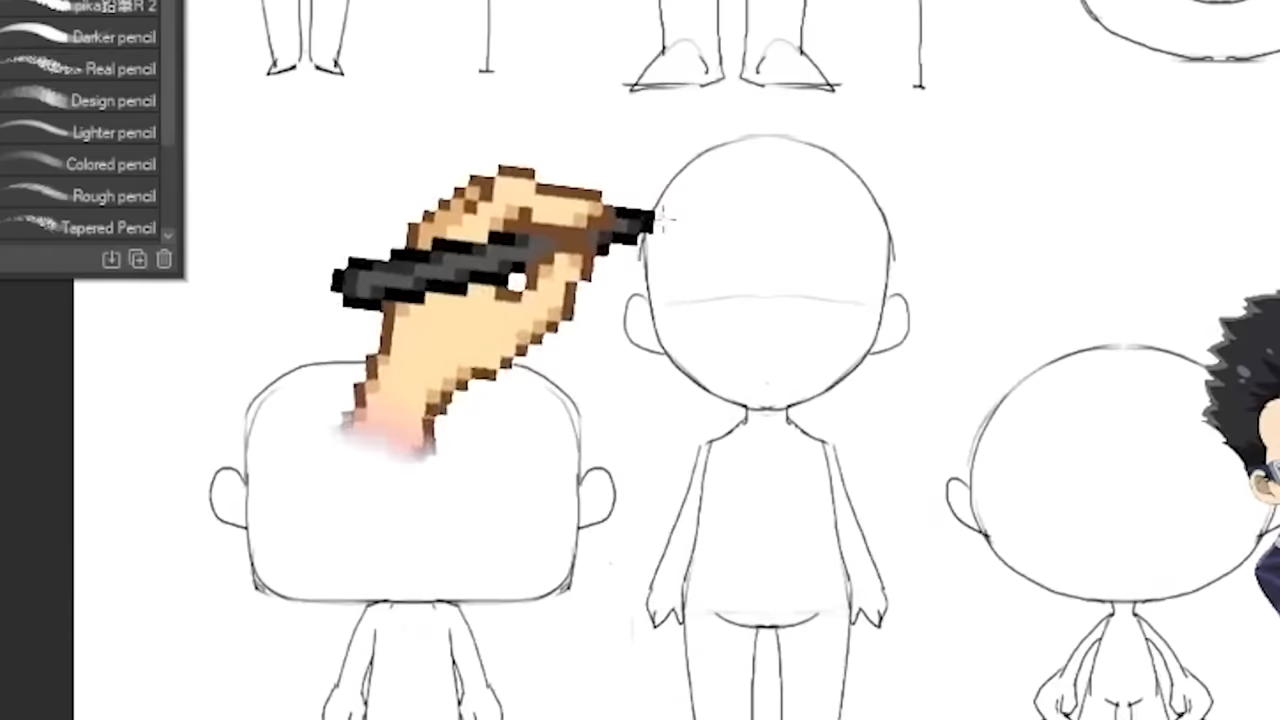 Darker pencil
Real pencil
Design pencil
Lighter pencil
Colored pencil
Rough pencil
Tapered Pencil